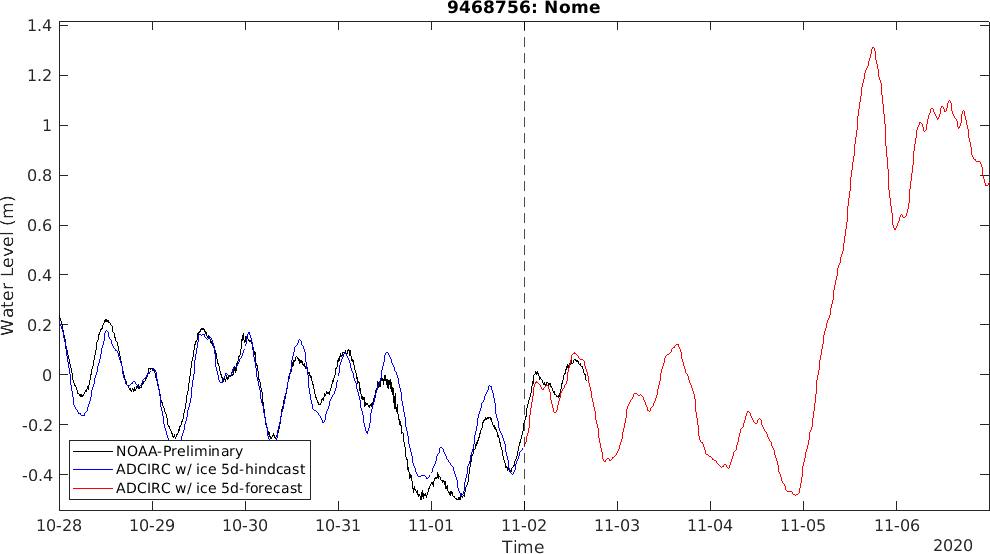 9468756: Nome
1.4
1.2
1
0.8
0.6
0.4
0.2
0
-0.2
-0.4
Water Level (m)
NOAA-Preliminary
ADCIRC w/ ice 5d-hindcast
ADCIRC w/ ice 5d-forecast
10-28 10-29 10-30 10-31 11-01 11-02 11-03 11-04 11-05 11-06
Time
2020